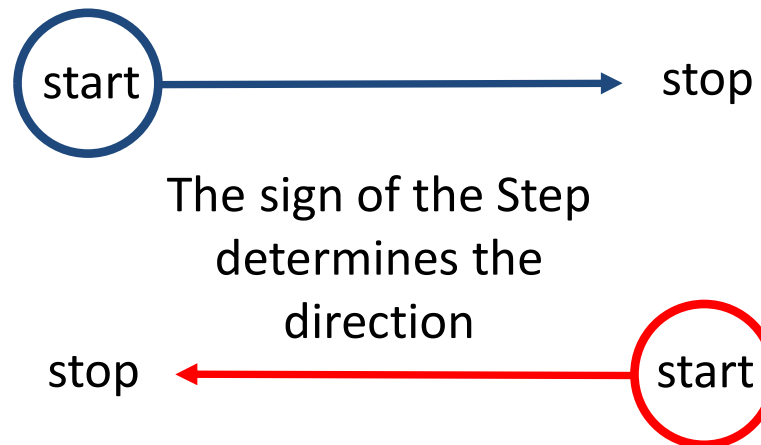 start stop
The sign of the Step
determines the
direction
stop start